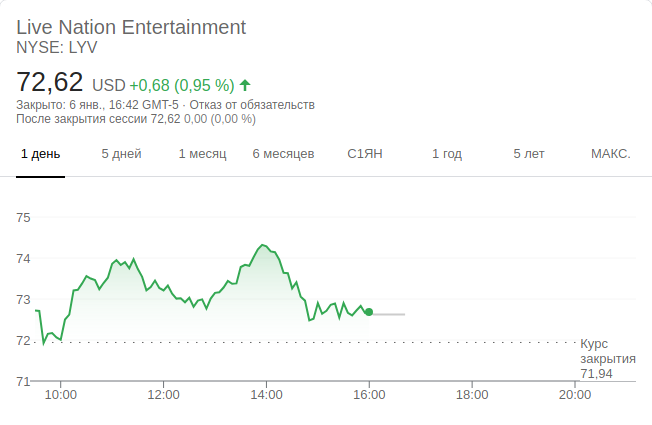 Live Nation Entertainment
NYSE: LYV
72,62 USD +0,68 (0,95 %)
Закрыто: 6 янв., 16:42 GMT-5 · Отказ от обязательств
После закрытия сессии 72,62 0,00 (0,00 %)
1 день 5 дней 1 месяц 6 месяцев С1ЯН 1 год 5 лет МАКС.
75
74
73
72
Курс
закрытия
71,94
71
10:00 12:00 14:00 16:00 18:00 20:00